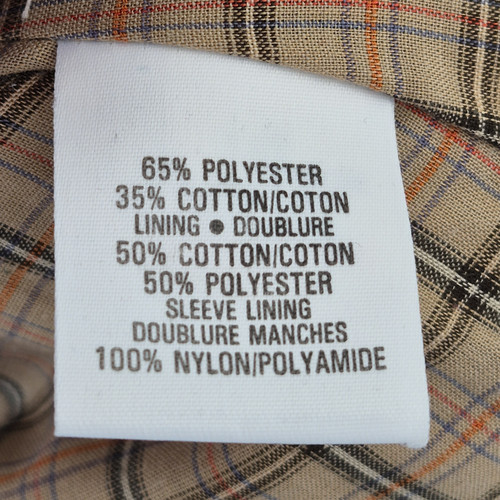 65% POLYESTER
35% COTTON/COTON
LINING ● DOUBLURE
50% COTTON/COTON
50% POLYESTER
SLEEVE LINING
DOUBLURE MANCHES
100% NYLON/POLYAMIDE